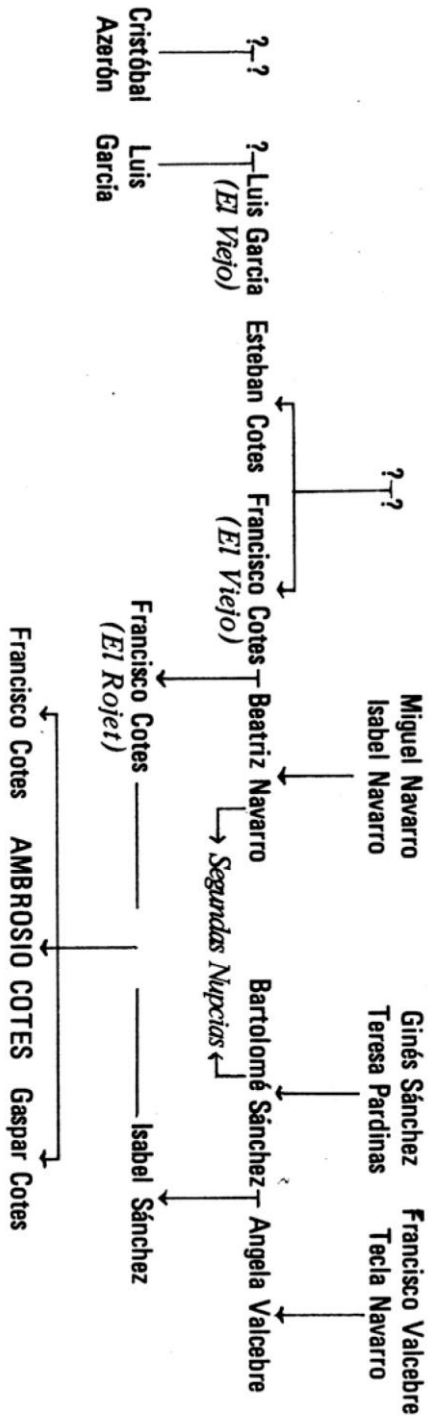 Miguel Navarro
Isabel Navarro
Ginés Sánchez
Teresa Pardinas
Francisco Valcebre
Tecla Navarro
?-?
?-?
?-Luis García
(El Viejo)
Esteban Cotes
Francisco Cotes
(El Viejo)
Beatriz Navarro
Bartolomé Sánchez
Angela Valcebre
Segundas Nupcias
Cristóbal
Azerón
Luis
García
Francisco Cotes
(El Rojet)
Isabel Sánchez
Francisco Cotes
AMBROSIO COTES
Gaspar Cotes